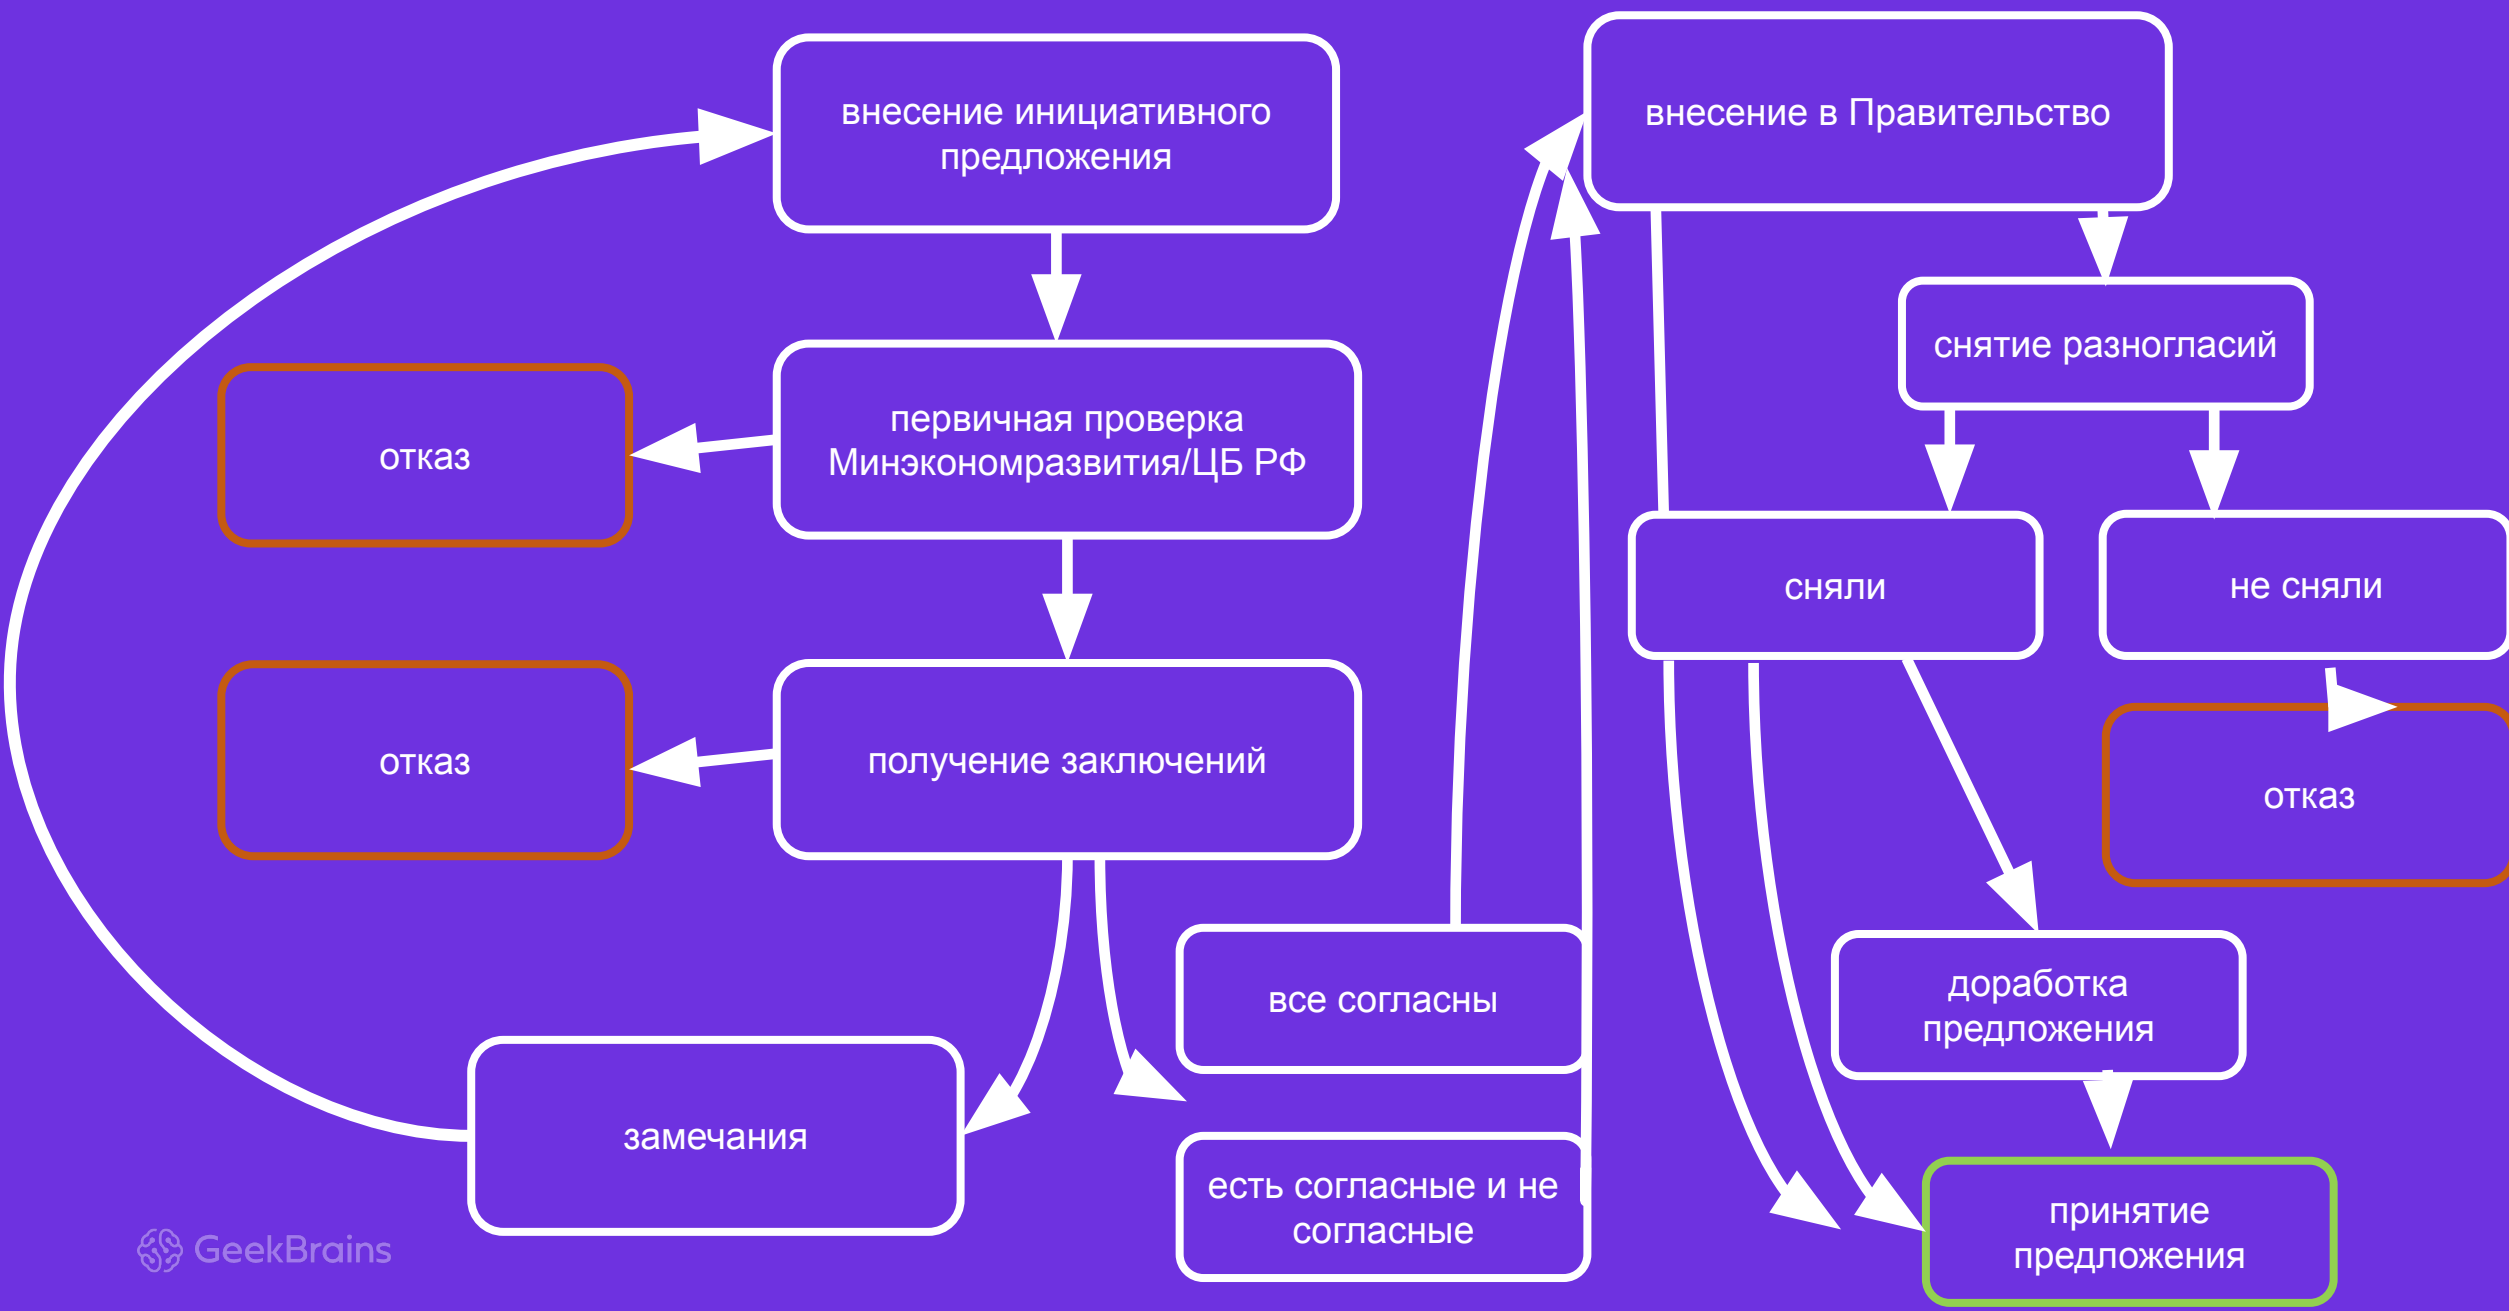 внесение инициативного
предложения
первичная проверка
Минэкономразвития/ЦБ РФ
отказ
получение заключений
отказ
замечания
все согласны
есть согласные и не
согласные
внесение в Правительство
снятие разногласий
сняли
не сняли
отказ
доработка
предложения
принятие
предложения
GeekBrains